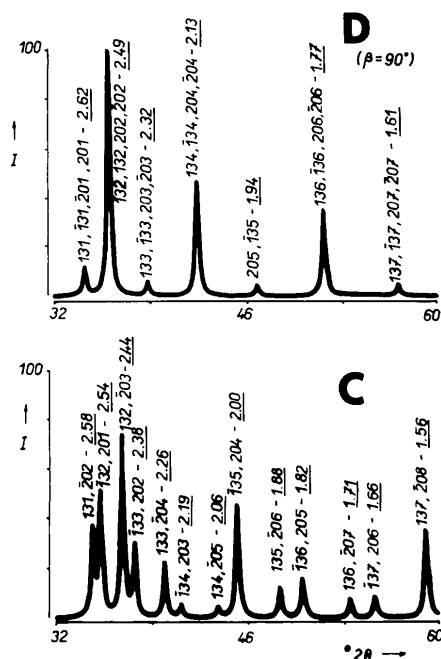 D
(β=90°)
100
I
131, 1̄31, 2̄01, 201 - 2.62
132, 1̄32, 202, 2̄02 - 2.49
133, 1̄33, 203, 2̄03 - 2.32
134, 1̄34, 204, 2̄04 - 2.13
205, 1̄35 - 1.94
136, 1̄36, 206, 2̄06 - 1.77
137, 1̄37, 207, 2̄07 - 1.61
32 46 60
C
100
I
131, 2̄02 - 2.58
1̄32, 201 - 2.54
132, 2̄03 - 2.44
1̄33, 202 - 2.38
133, 2̄04 - 2.26
1̄34, 203 - 2.19
134, 2̄05 - 2.06
1̄35, 204 - 2.00
135, 2̄06 - 1.88
1̄36, 205 - 1.82
136, 2̄07 - 1.71
1̄37, 206 - 1.66
137, 2̄08 - 1.56
32 46 60
°2θ